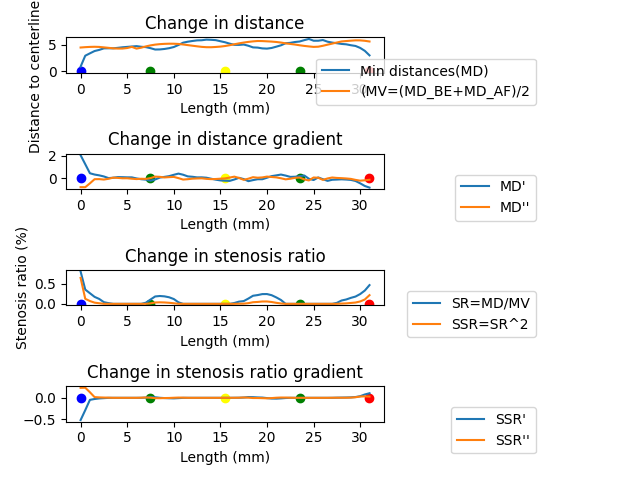 Change in distance
Distance to centerline
5
0
0 5 10 15 20 25 30
Length (mm)
Min distances(MD)
(MV=(MD_BE+MD_AF)/2
Change in distance gradient
2
0
0 5 10 15 20 25 30
Length (mm)
MD'
MD''
Change in stenosis ratio
Stenosis ratio (%)
0.5
0.0
0 5 10 15 20 25 30
Length (mm)
SR=MD/MV
SSR=SR^2
Change in stenosis ratio gradient
0.0
−0.5
0 5 10 15 20 25 30
Length (mm)
SSR'
SSR''